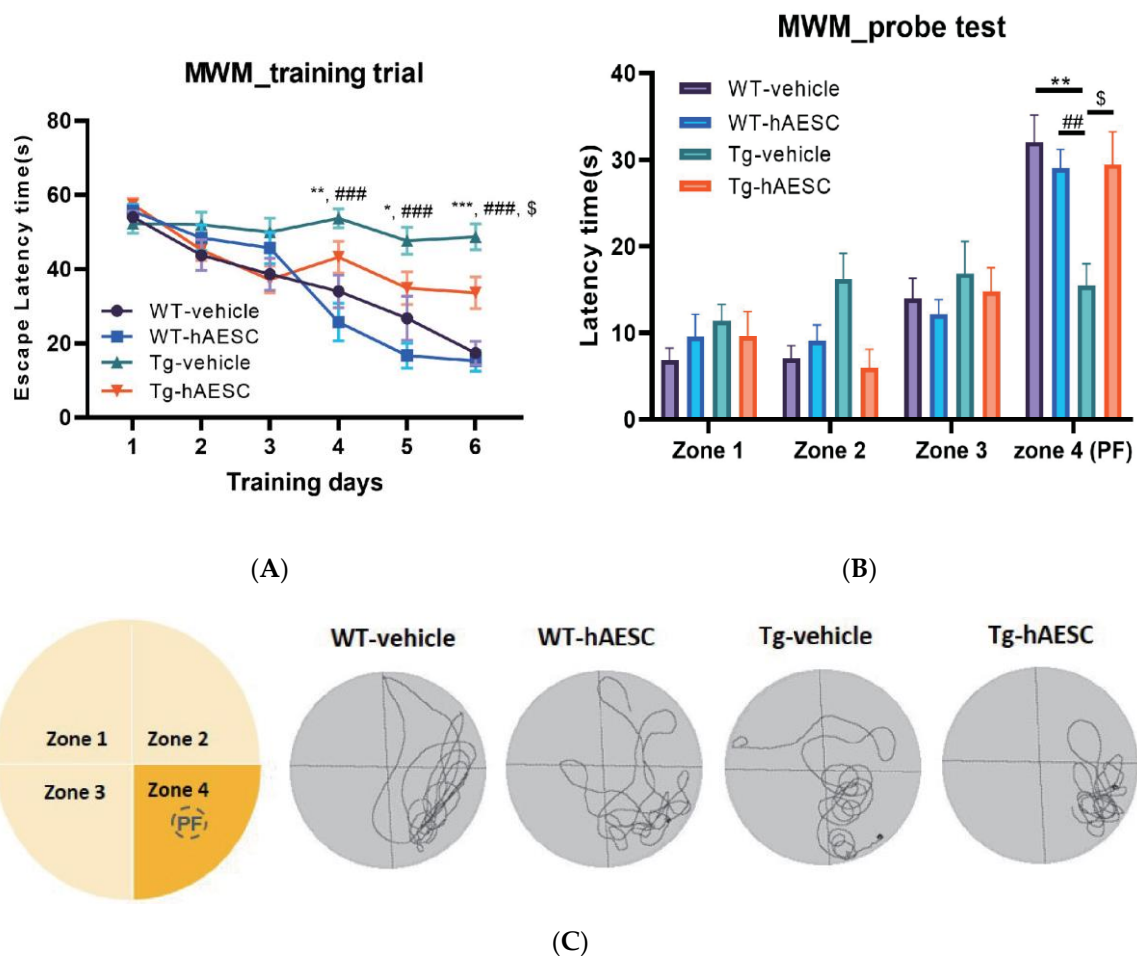 MWM_training trial
Escape Latency time(s)
80
60
40
20
0
**, ###
*, ###
***, ###, $
WT-vehicle
WT-hAESC
Tg-vehicle
Tg-hAESC
1 2 3 4 5 6
Training days
(A)
MWM_probe test
Latency time(s)
40
30
20
10
0
WT-vehicle
WT-hAESC
Tg-vehicle
Tg-hAESC
**
$
##
Zone 1 Zone 2 Zone 3 zone 4 (PF)
(B)
Zone 1 Zone 2
Zone 3 Zone 4
PF
WT-vehicle WT-hAESC Tg-vehicle Tg-hAESC
(C)